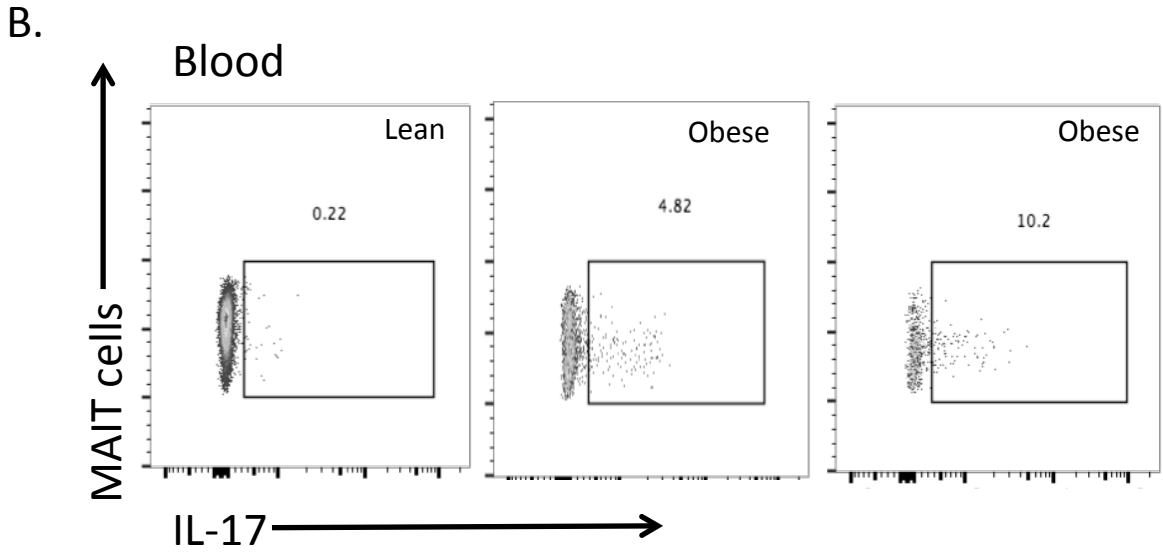 B.
Blood
Lean
0.22
Obese
4.82
Obese
10.2
MAIT cells
IL-17